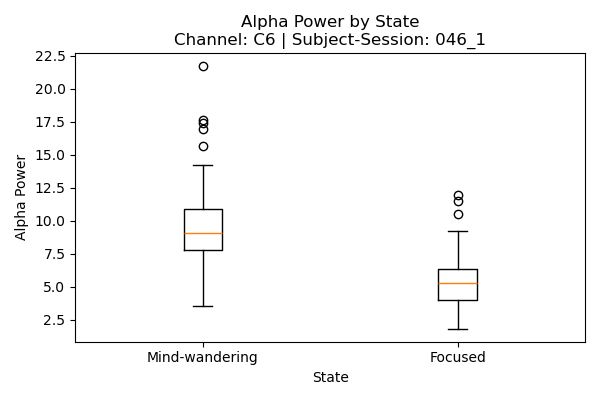 Alpha Power by State
Channel: C6 | Subject-Session: 046_1
22.5
20.0
17.5
15.0
12.5
10.0
7.5
5.0
2.5
Alpha Power
Mind-wandering
Focused
State